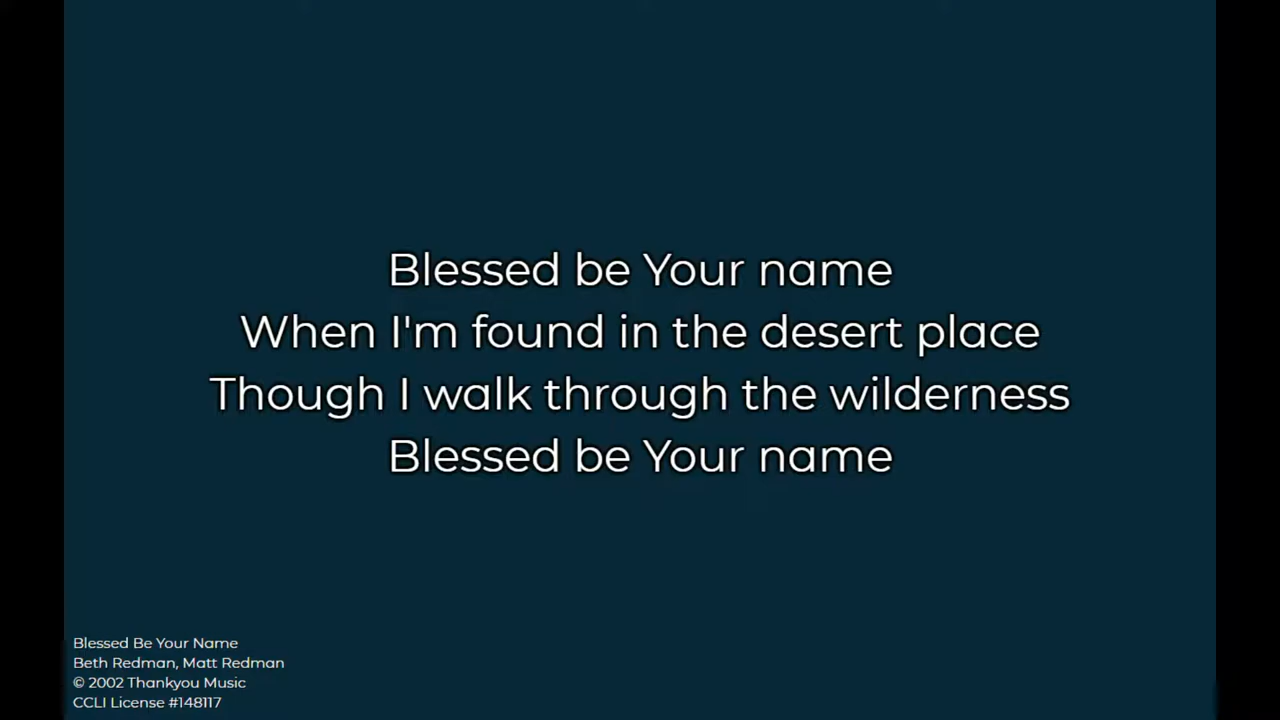 Blessed be Your name
When I'm found in the desert place
Though I walk through the wilderness
Blessed be Your name
Blessed Be Your Name
Beth Redman, Matt Redman
© 2002 Thankyou Music
CCLI License #148117